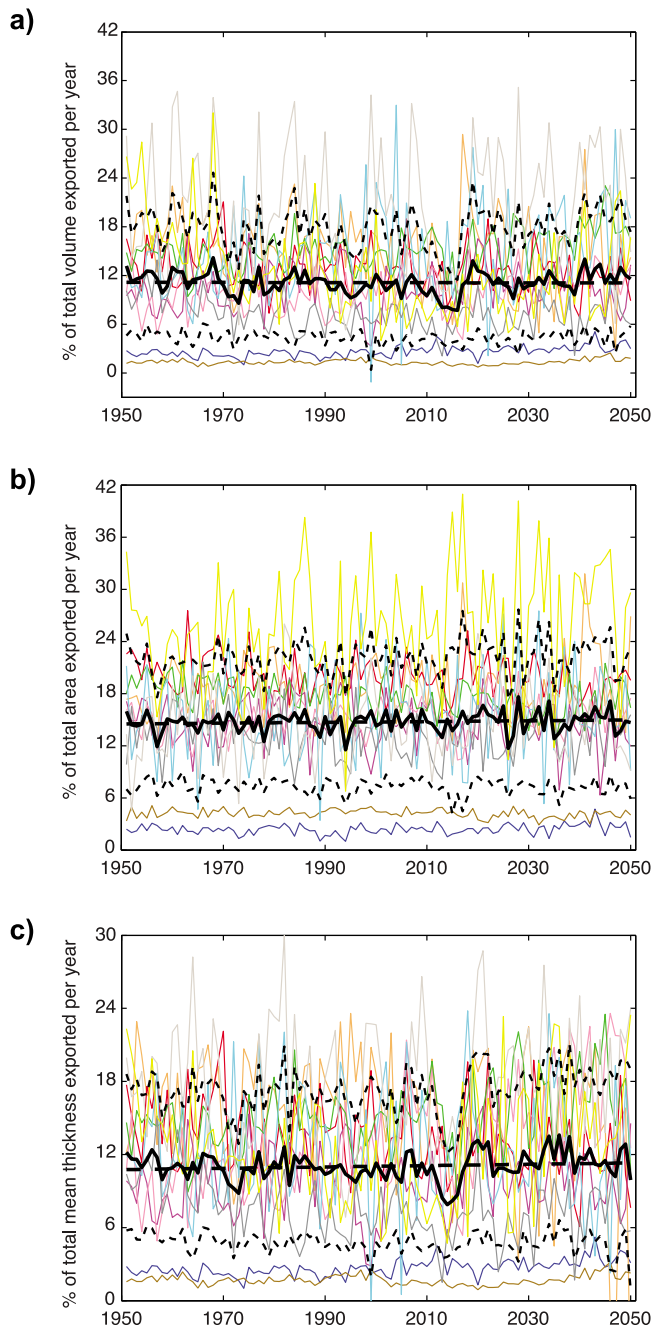 a)
% of total volume exported per year
42
36
30
24
18
12
6
0
1950 1970 1990 2010 2030 2050
b)
% of total area exported per year
42
36
30
24
18
12
6
0
1950 1970 1990 2010 2030 2050
c)
% of total mean thickness exported per year
30
24
18
12
6
0
1950 1970 1990 2010 2030 2050